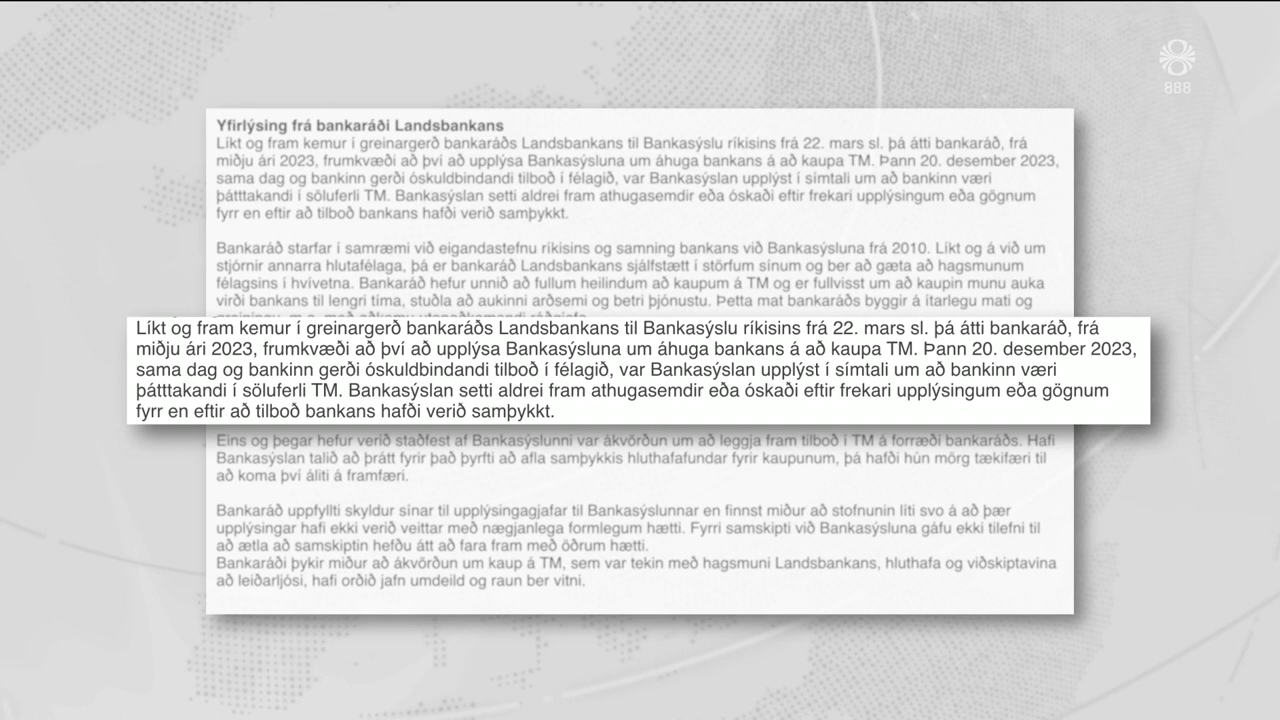 888
Yfirlýsing frá bankaráði Landsbankans
Líkt og fram kemur í greinargerð bankaráðs Landsbankans til Bankasýslu ríkisins frá 22. mars sl. þá átti bankaráð, frá
miðju ári 2023, frumkvæði að því að upplýsa Bankasýsluna um áhuga bankans á að kaupa TM. Þann 20. desember 2023,
sama dag og bankinn gerði óskuldbindandi tilboð í félagið, var Bankasýslan upplýst í símtali um að bankinn væri
þátttakandi í söluferli TM. Bankasýslan setti aldrei fram athugasemdir eða óskaði eftir frekari upplýsingum eða gögnum
fyrr en eftir að tilboð bankans hafði verið samþykkt.
Bankaráð starfar í samræmi við eigandastefnu ríkisins og samning bankans við Bankasýsluna frá 2010. Líkt og á við um
stjórnir annarra hlutafélaga, þá er bankaráð Landsbankans sjálfstætt í störfum sínum og ber að gæta að hagsmunum
félagsins í hvívetna. Bankaráð hefur unnið að fullum heilindum að kaupum á TM og er fullvisst um að kaupin munu auka
virði bankans til lengri tíma, stuðla að aukinni arðsemi og betri þjónustu. Þetta mat bankaráðs byggir á ítarlegu mati og
Líkt og fram kemur í greinargerð bankaráðs Landsbankans til Bankasýslu ríkisins frá 22. mars sl. þá átti bankaráð, frá
miðju ári 2023, frumkvæði að því að upplýsa Bankasýsluna um áhuga bankans á að kaupa TM. Þann 20. desember 2023,
sama dag og bankinn gerði óskuldbindandi tilboð í félagið, var Bankasýslan upplýst í símtali um að bankinn væri
þátttakandi í söluferli TM. Bankasýslan setti aldrei fram athugasemdir eða óskaði eftir frekari upplýsingum eða gögnum
fyrr en eftir að tilboð bankans hafði verið samþykkt.
Eins og þegar hefur verið staðfest af Bankasýslunni var ákvörðun um að leggja fram tilboð í TM á forræði bankaráðs. Hafi
Bankasýslan talið að þrátt fyrir það þyrfti að afla samþykkis hluthafafundar fyrir kaupunum, þá hafði hún mörg tækifæri til
að koma því áliti á framfæri.
Bankaráð uppfyllti skyldur sínar til upplýsingagjafar til Bankasýslunnar en finnst miður að stofnunin líti svo á að þær
upplýsingar hafi ekki verið veittar með nægjanlega formlegum hætti. Fyrri samskipti við Bankasýsluna gáfu ekki tilefni til
að ætla að samskiptin hefðu átt að fara fram með öðrum hætti.
Bankaráði þykir miður að ákvörðun um kaup á TM, sem var tekin með hagsmuni Landsbankans, hluthafa og viðskiptavina
að leiðarljósi, hafi orðið jafn umdeild og raun ber vitni.